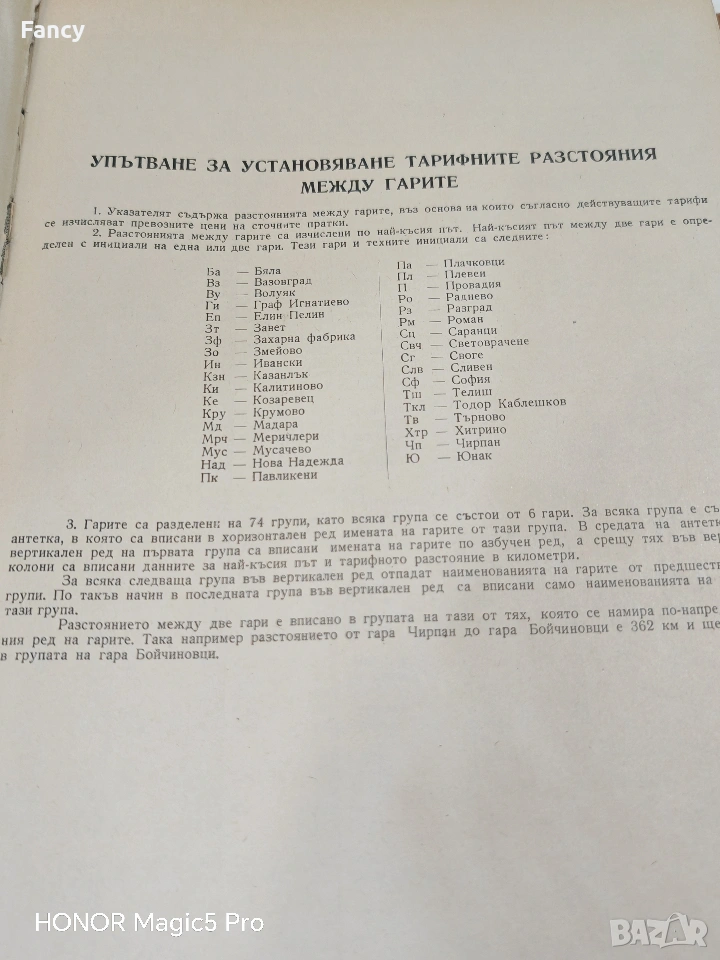 Fancy
УПЪТВАНЕ ЗА УСТАНОВЯВАНЕ ТАРИФНИТЕ РАЗСТОЯНИЯ
МЕЖДУ ГАРИТЕ
1. Указателят съдържа разстоянията между гарите, въз основа на които съгласно действуващите тарифи
се изчисляват превозните цени на сточните пратки.
2. Разстоянията между гарите са изчислени по най-късия път. Най-късият път между две гари е опре-
делен с инициали на една или две гари. Тези гари и техните инициали са следните:
Ба — Бяла
Вз — Вазовград
Ву — Волуяк
Ги — Граф Игнатиево
Еп — Елин Пелин
Зт — Завет
Зф — Захарна фабрика
Зо — Змейово
Ин — Ивански
Кзн — Казанлък
Ки — Калитиново
Ке — Козаревец
Кру — Крумово
Мд — Мадара
Мрч — Меричлери
Мус — Мусачево
Над — Нова Надежда
Пк — Павликени
Па — Плачковци
Пл — Плевен
П — Провадия
Ро — Раднево
Рз — Разград
Рм — Роман
Сц — Саранци
Свч — Световрачене
Сг — Своге
Слв — Сливен
Сф — София
Тш — Телиш
Ткл — Тодор Каблешков
Тв — Търново
Хтр — Хитрино
Чп — Чирпан
Ю — Юнак
3. Гарите са разделени на 74 групи, като всяка група се състои от 6 гари. За всяка група е съ
антетка, в която са вписани в хоризонтален ред имената на гарите от тази група. В средата на антетк
вертикален ред на първата група са вписани имената на гарите по азбучен ред, а срещу тях във вер
колони са вписани данните за най-късия път и тарифното разстояние в километри.
За всяка следваща група във вертикален ред отпадат наименованията на гарите от предшеств
групи. По такъв начин в последната група във вертикален ред са вписани само наименованията на
тази група.
Разстоянието между две гари е вписано в групата на тази от тях, която се намира по-напре
ния ред на гарите. Така например разстоянието от гара Чирпан до гара Бойчиновци е 362 км и ще
в групата на гара Бойчиновци.
HONOR Magic5 Pro
BAZAR